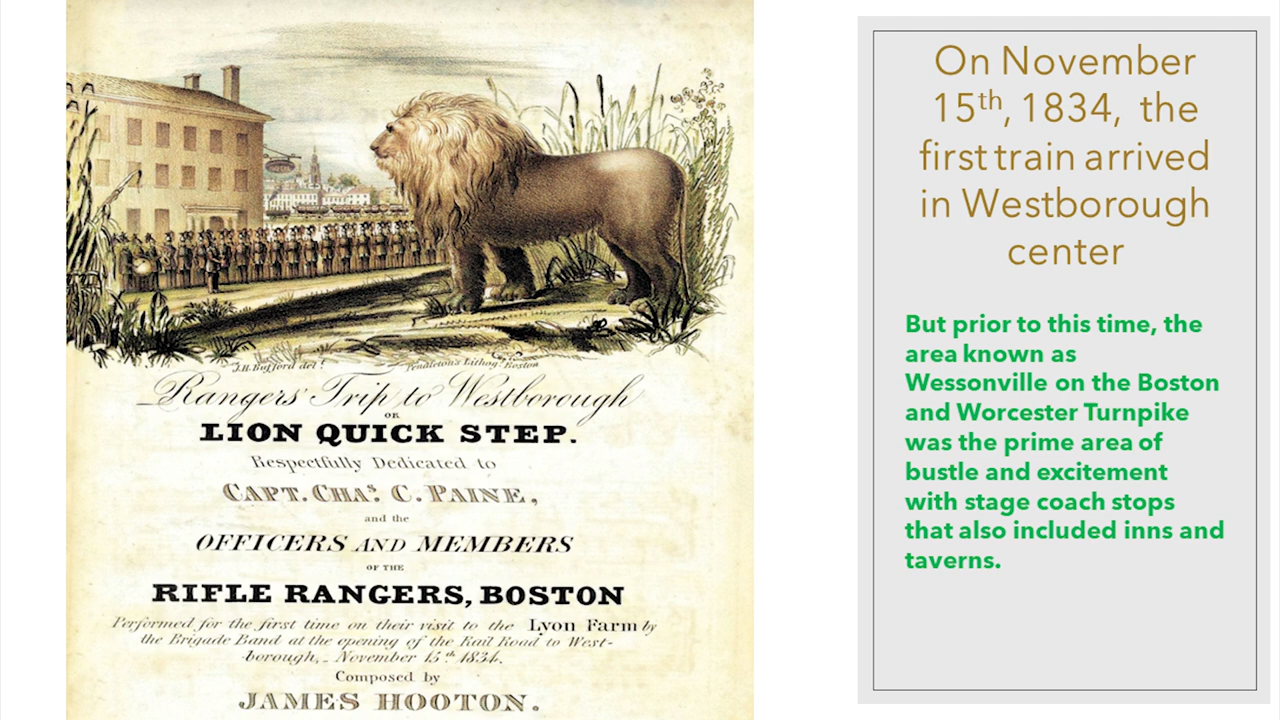 J.H. Bufford del.t
Pendleton's Lithog.y Boston
Rangers' Trip to Westborough
OR
LION QUICK STEP.
Respectfully Dedicated to
CAPT. CHA.S C. PAINE,
and the
OFFICERS AND MEMBERS
OF THE
RIFLE RANGERS, BOSTON
Performed for the first time on their visit to the Lyon Farm by
the Brigade Band at the opening of the Rail Road to West-
borough, - November 15th 1834.
Composed by
JAMES HOOTON.
On November
15th, 1834, the
first train arrived
in Westborough
center
But prior to this time, the
area known as
Wessonville on the Boston
and Worcester Turnpike
was the prime area of
bustle and excitement
with stage coach stops
that also included inns and
taverns.